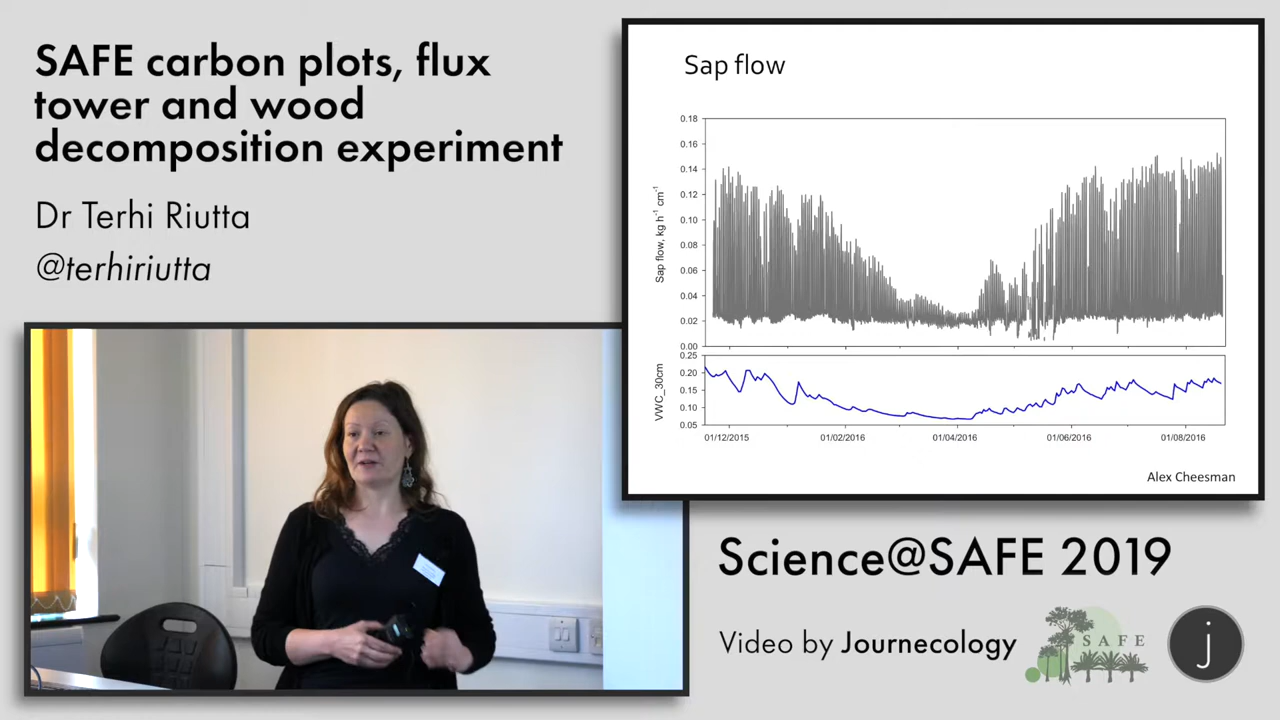 SAFE carbon plots, flux
tower and wood
decomposition experiment
Dr Terhi Riutta
@terhiriutta
Sap flow
0.18
0.16
0.14
0.12
0.10
0.08
0.06
0.04
0.02
0.00
Sap flow, kg h⁻¹ cm⁻¹
0.25
0.20
0.15
0.10
0.05
VWC_30cm
01/12/2015 01/02/2016 01/04/2016 01/06/2016 01/08/2016
Alex Cheesman
Science@SAFE 2019
Video by Journecology
SAFE
j